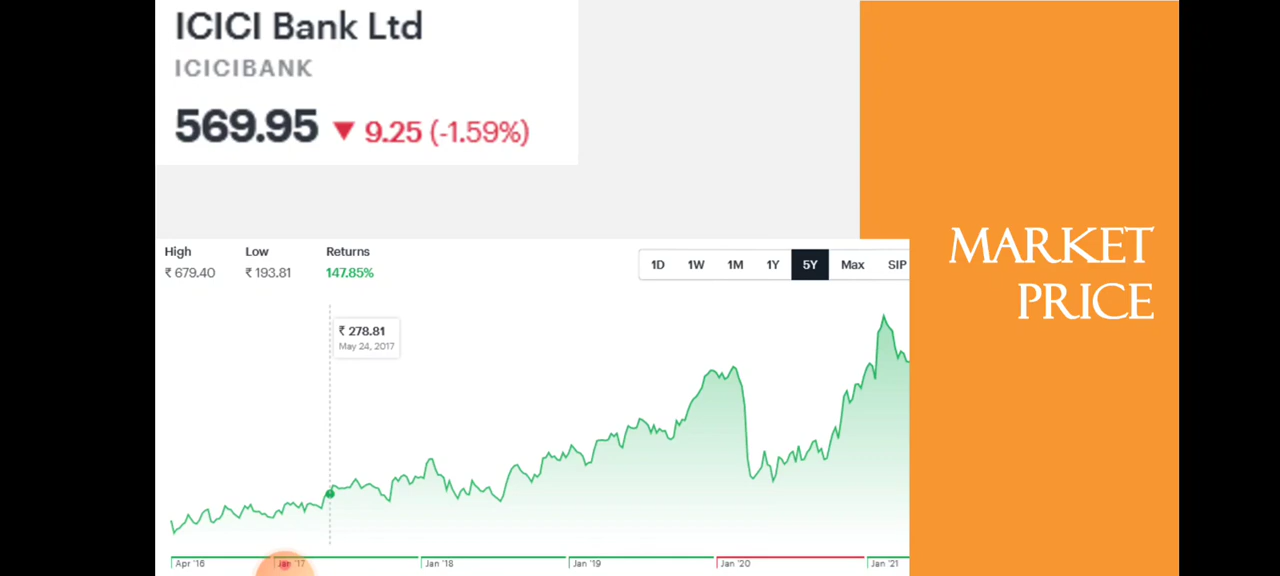 ICICI Bank Ltd
ICICIBANK
569.95 ▼ 9.25 (-1.59%)
High Low Returns
₹ 679.40 ₹ 193.81 147.85%
1D 1W 1M 1Y 5Y Max SIP
MARKET
PRICE
₹ 278.81
May 24, 2017
Apr '16 Jan '17 Jan '18 Jan '19 Jan '20 Jan '21